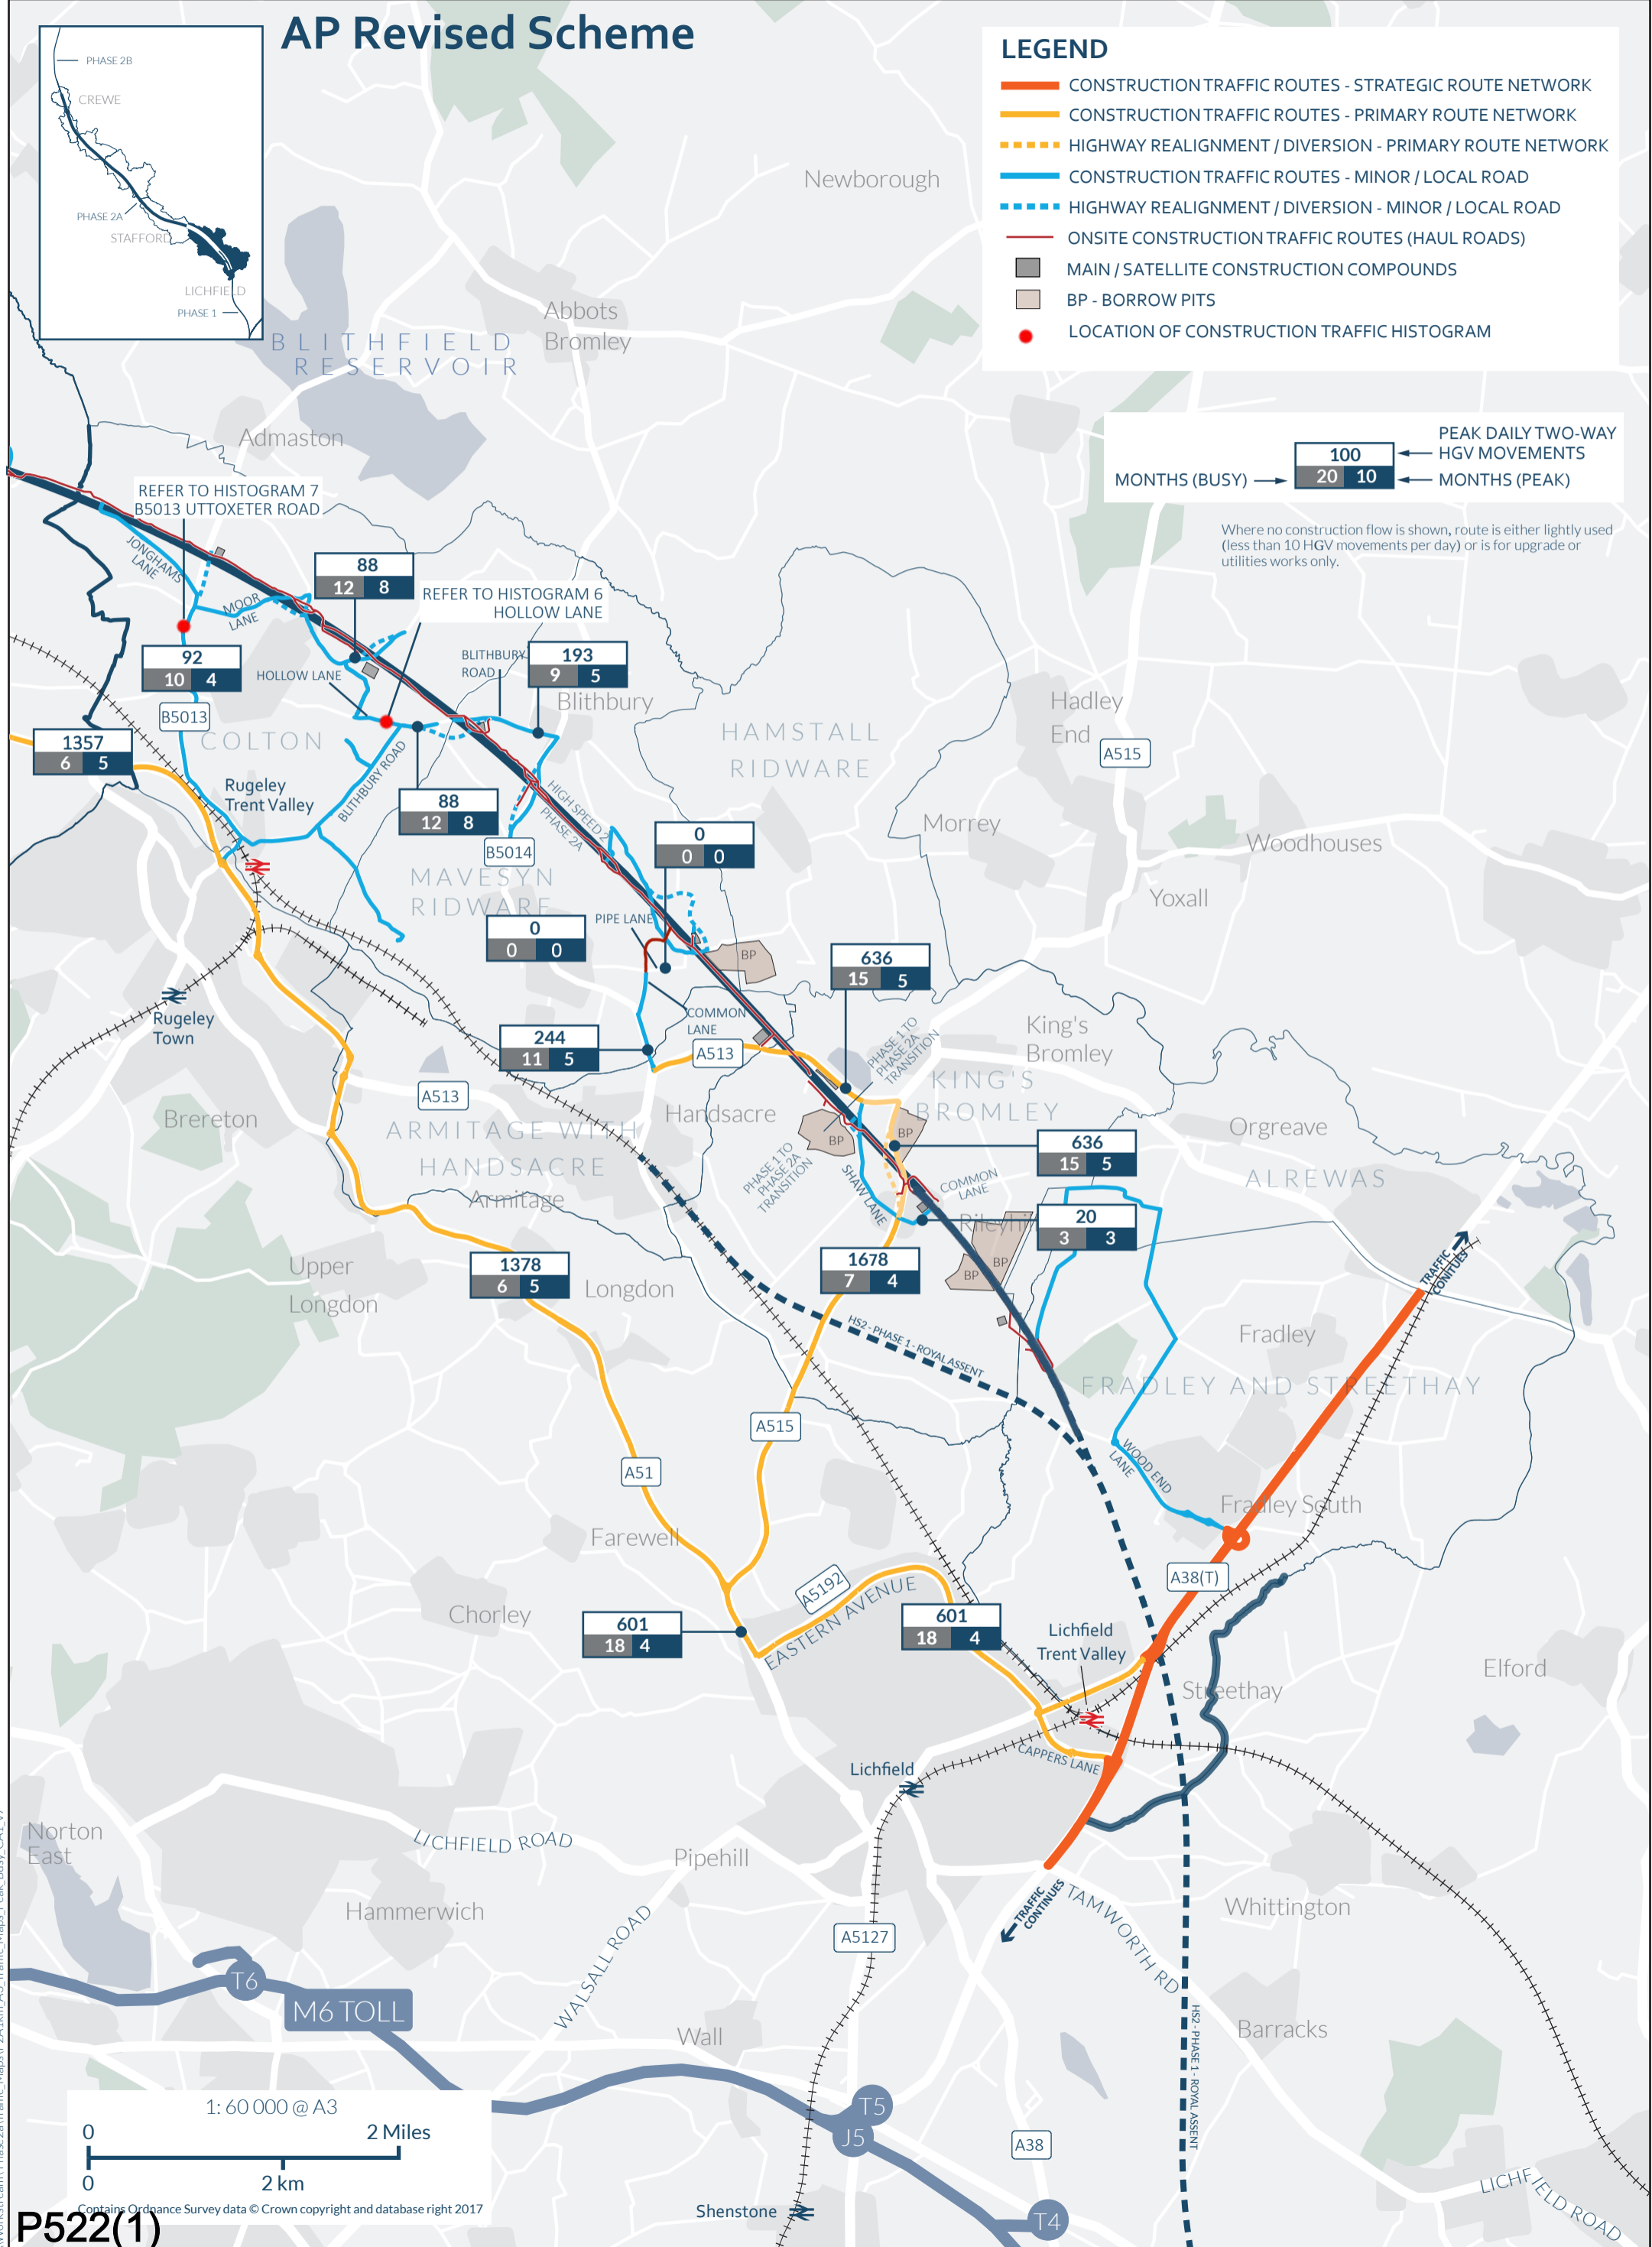 AP Revised Scheme
PHASE 2B
CREWE
PHASE 2A
STAFFORD
LICHFIELD
PHASE 1
LEGEND
CONSTRUCTION TRAFFIC ROUTES - STRATEGIC ROUTE NETWORK
CONSTRUCTION TRAFFIC ROUTES - PRIMARY ROUTE NETWORK
HIGHWAY REALIGNMENT / DIVERSION - PRIMARY ROUTE NETWORK
CONSTRUCTION TRAFFIC ROUTES - MINOR / LOCAL ROAD
HIGHWAY REALIGNMENT / DIVERSION - MINOR / LOCAL ROAD
ONSITE CONSTRUCTION TRAFFIC ROUTES (HAUL ROADS)
MAIN / SATELLITE CONSTRUCTION COMPOUNDS
BP - BORROW PITS
LOCATION OF CONSTRUCTION TRAFFIC HISTOGRAM
PEAK DAILY TWO-WAY
HGV MOVEMENTS
100
MONTHS (BUSY)
20 10
MONTHS (PEAK)
Where no construction flow is shown, route is either lightly used
(less than 10 HGV movements per day) or is for upgrade or
utilities works only.
Newborough
Abbots
Bromley
BLITHFIELD
RESERVOIR
Admaston
REFER TO HISTOGRAM 7
B5013 UTTOXETER ROAD
JONGHAMS
LANE
MOOR
LANE
88
12 8
REFER TO HISTOGRAM 6
HOLLOW LANE
92
10 4
HOLLOW LANE
BLITHBURY
ROAD
193
9 5
Blithbury
B5013
COLTON
1357
6 5
Rugeley
Trent Valley
BLITHBURY ROAD
88
12 8
B5014
HIGH SPEED 2
PHASE 2A
HAMSTALL
RIDWARE
Hadley
End
A515
Morrey
Woodhouses
Yoxall
0
0 0
MAVESYN
RIDWARE
0
0 0
PIPE LANE
BP
636
15 5
Rugeley
Town
COMMON
LANE
244
11 5
A513
PHASE 1 TO
PHASE 2A
TRANSITION
King's
Bromley
KING'S
BROMLEY
A513
Brereton
Handsacre
ARMITAGE WITH
HANDSACRE
Armitage
BP
BP
PHASE 1 TO
PHASE 2A
TRANSITION
SHAW LANE
COMMON
LANE
636
15 5
Orgreave
ALREWAS
Rileyhill
20
3 3
BP
BP
1678
7 4
1378
6 5
Upper
Longdon
Longdon
TRAFFIC
CONITUES
HS2 - PHASE 1 - ROYAL ASSENT
Fradley
FRADLEY AND STREETHAY
A515
A51
WOOD END
LANE
Fradley South
Farewell
A38(T)
A5192
EASTERN AVENUE
Chorley
601
18 4
601
18 4
Lichfield
Trent Valley
Streethay
Elford
CAPPERS LANE
Lichfield
Norton
East
LICHFIELD ROAD
Pipehill
TRAFFIC
CONTINUES
TAMWORTH RD
Whittington
Hammerwich
WALSALL ROAD
A5127
T6
M6 TOLL
Wall
Barracks
HS2 - PHASE 1 - ROYAL ASSENT
T5
J5
A38
T4
LICHFIELD ROAD
Shenstone
1: 60 000 @ A3
0 2 Miles
0 2 km
Contains Ordnance Survey data © Crown copyright and database right 2017
P522(1)